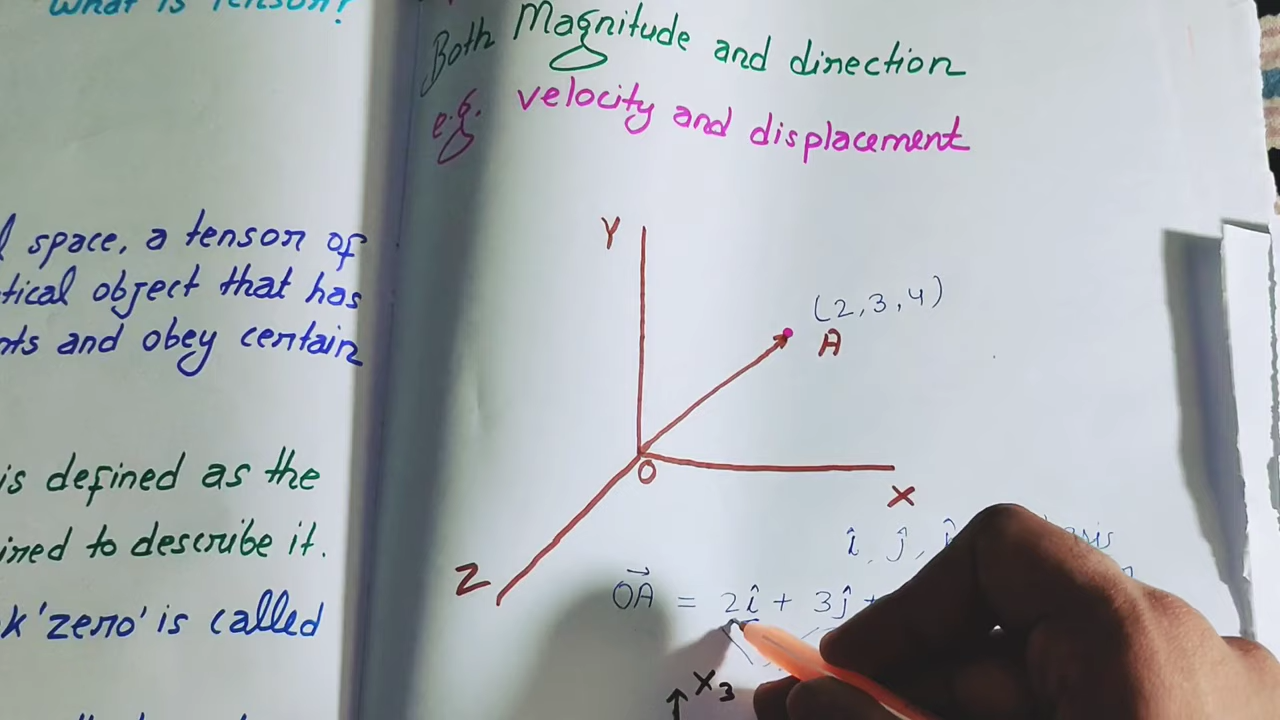 What is Tensor?
l space, a tensor of
tical object that has
nts and obey certain
is defined as the
ined to describe it.
k 'zero' is called
Both Magnitude and direction
e.g. velocity and displacement
Y
(2,3,4)
A
O
X
Z
î, ĵ,
OA = 2î + 3ĵ +
X3